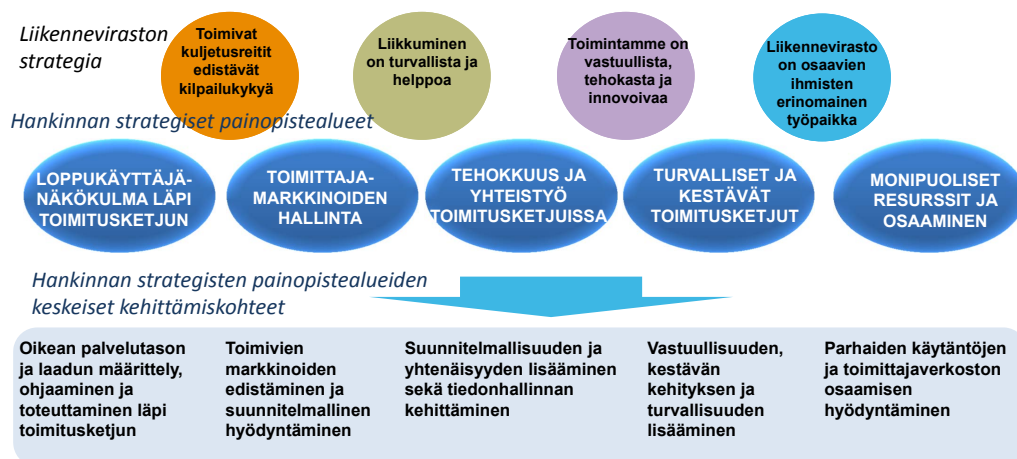 Liikenneviraston
strategia
Toimivat
kuljetusreitit
edistävät
kilpailukykyä
Liikkuminen
on turvallista ja
helppoa
Toimintamme on
vastuullista,
tehokasta ja
innovoivaa
Liikennevirasto
on osaavien
ihmisten
erinomainen
työpaikka
Hankinnan strategiset painopistealueet
LOPPUKÄYTTÄJÄ-
NÄKÖKULMA LÄPI
TOIMITUSKETJUN
TOIMITTAJA-
MARKKINOIDEN
HALLINTA
TEHOKKUUS JA
YHTEISTYÖ
TOIMITUSKETJUISSA
TURVALLISET JA
KESTÄVÄT
TOIMITUSKETJUT
MONIPUOLISET
RESURSSIT JA
OSAAMINEN
Hankinnan strategisten painopistealueiden
keskeiset kehittämiskohteet
Oikean palvelutason
ja laadun määrittely,
ohjaaminen ja
toteuttaminen läpi
toimitusketjun
Toimivien
markkinoiden
edistäminen ja
suunnitelmallinen
hyödyntäminen
Suunnitelmallisuuden ja
yhtenäisyyden lisääminen
sekä tiedonhallinnan
kehittäminen
Vastuullisuuden,
kestävän
kehityksen ja
turvallisuuden
lisääminen
Parhaiden käytäntöjen
ja toimittajaverkoston
osaamisen
hyödyntäminen